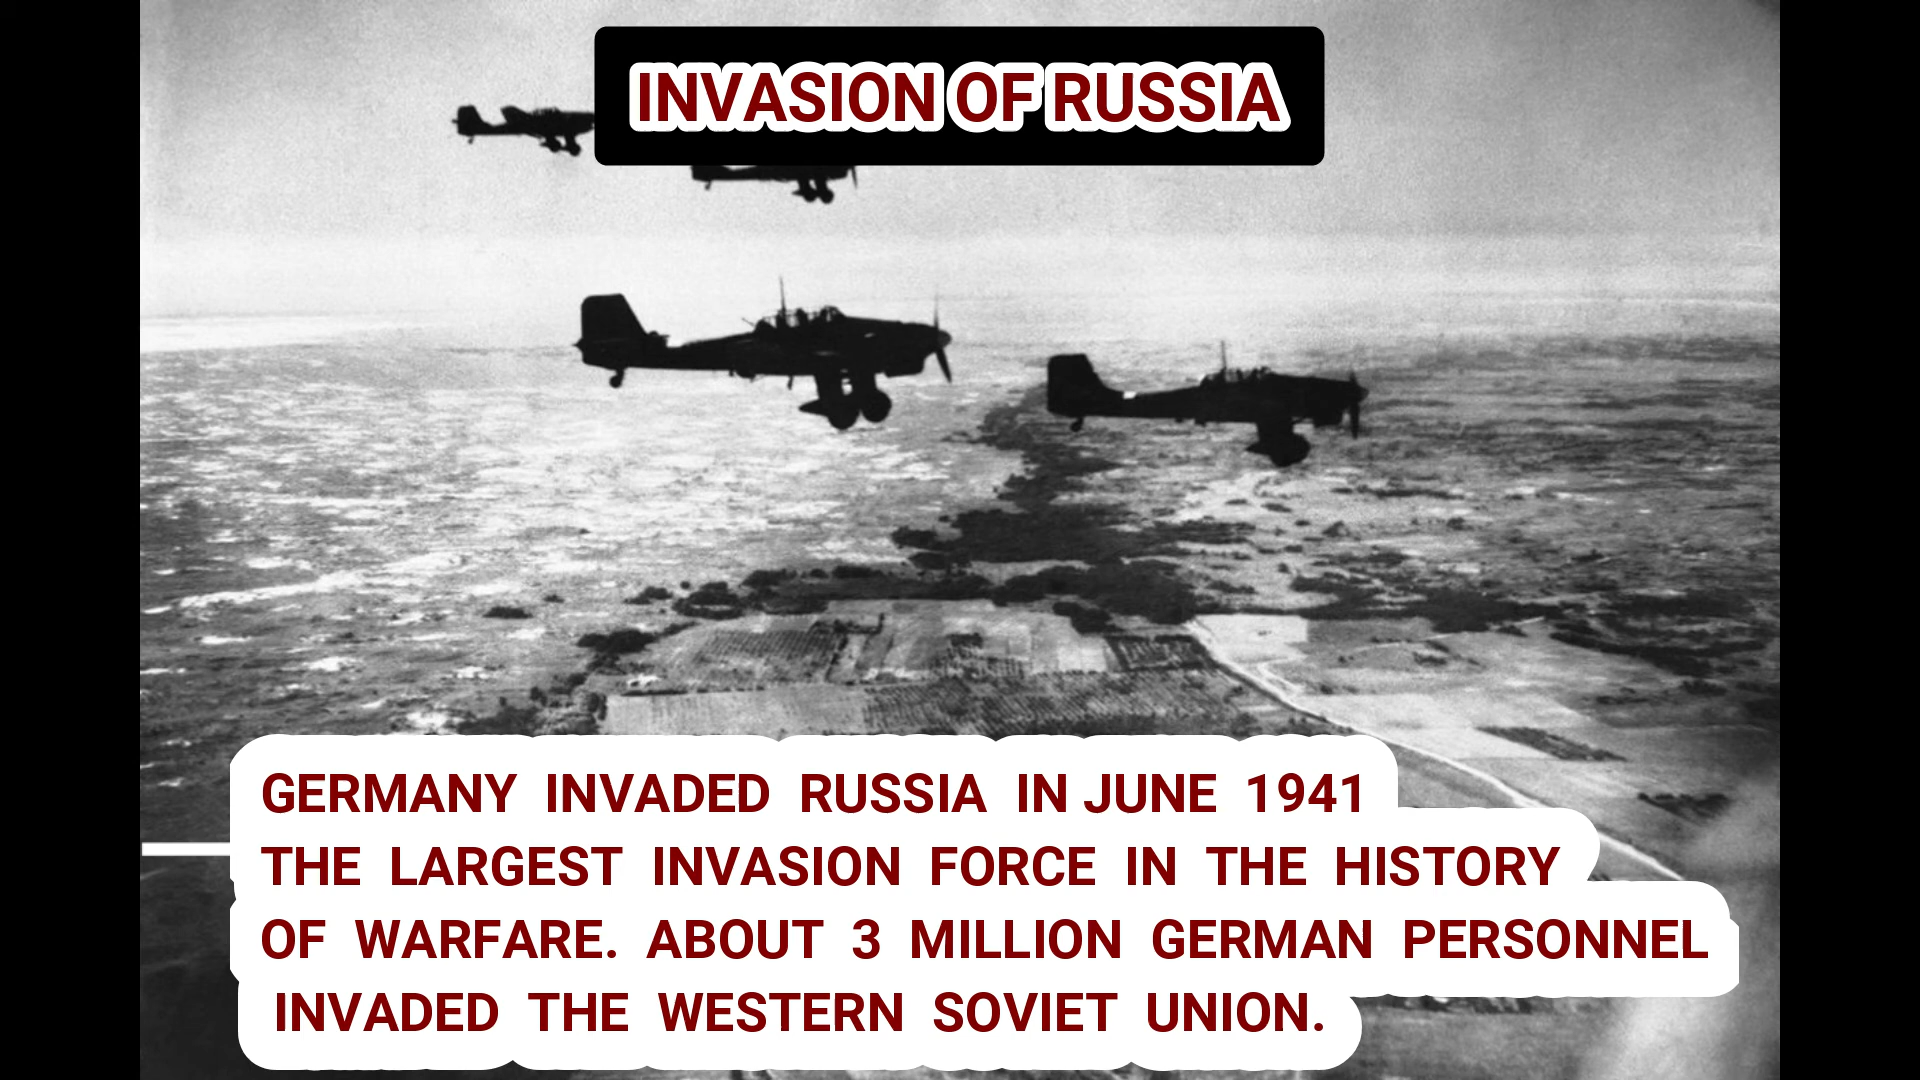 INVASION OF RUSSIA
GERMANY INVADED RUSSIA IN JUNE 1941
THE LARGEST INVASION FORCE IN THE HISTORY
OF WARFARE. ABOUT 3 MILLION GERMAN PERSONNEL
INVADED THE WESTERN SOVIET UNION.